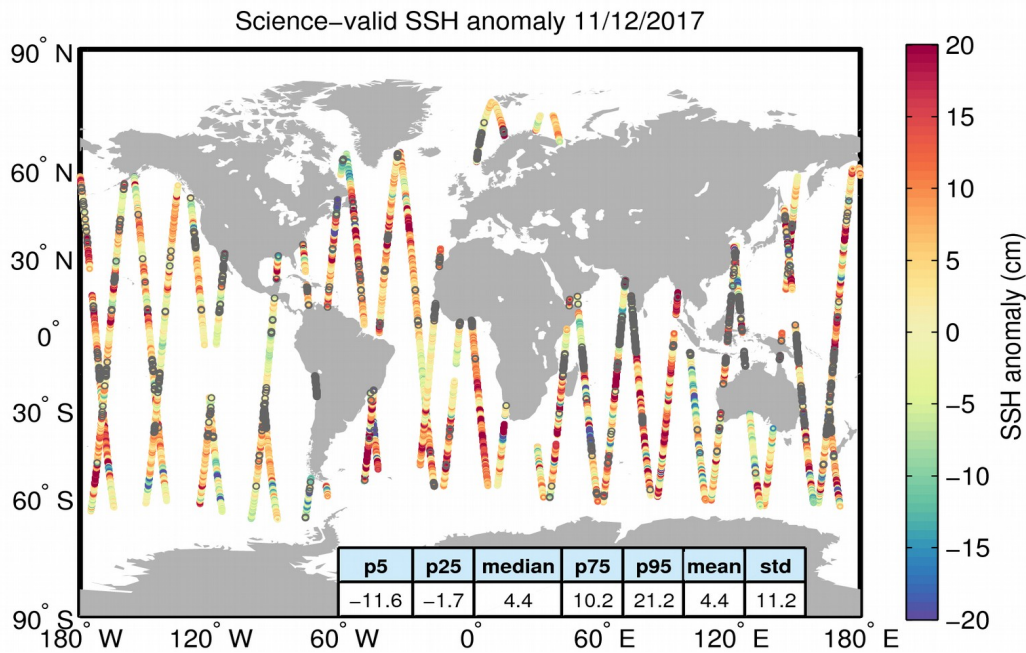 Science−valid SSH anomaly 11/12/2017
90° N
60° N
30° N
0°
30° S
60° S
90° S
180° W
120° W
60° W
0°
60° E
120° E
180° E
p5 p25 median p75 p95 mean std
−11.6 −1.7 4.4 10.2 21.2 4.4 11.2
20
15
10
5
0
−5
−10
−15
−20
SSH anomaly (cm)